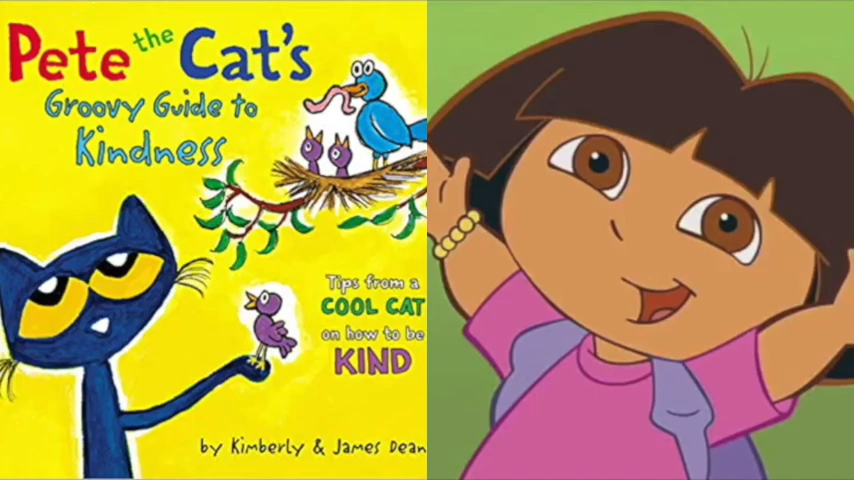 Pete the Cat's
Groovy Guide to
Kindness
Tips from a
COOL CAT
on how to be
KIND
by Kimberly & James Dean